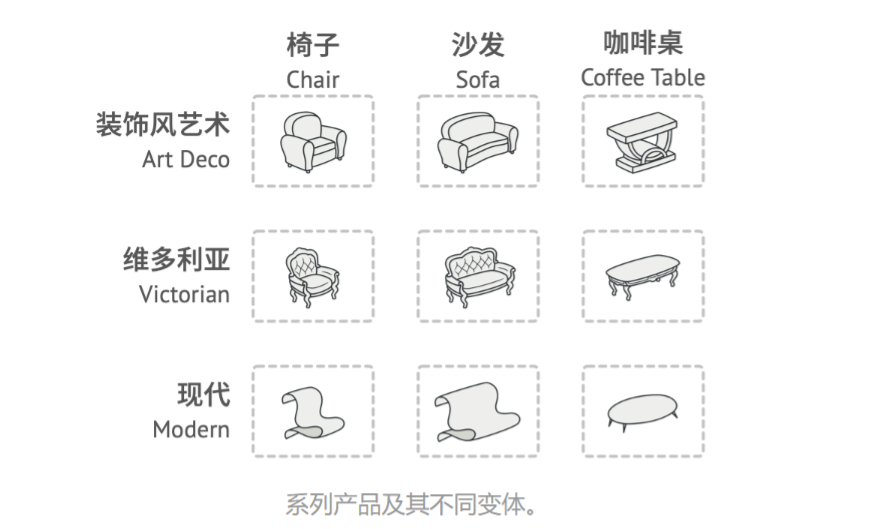 椅子
Chair
沙发
Sofa
咖啡桌
Coffee Table
装饰风艺术
Art Deco
维多利亚
Victorian
现代
Modern
系列产品及其不同变体。